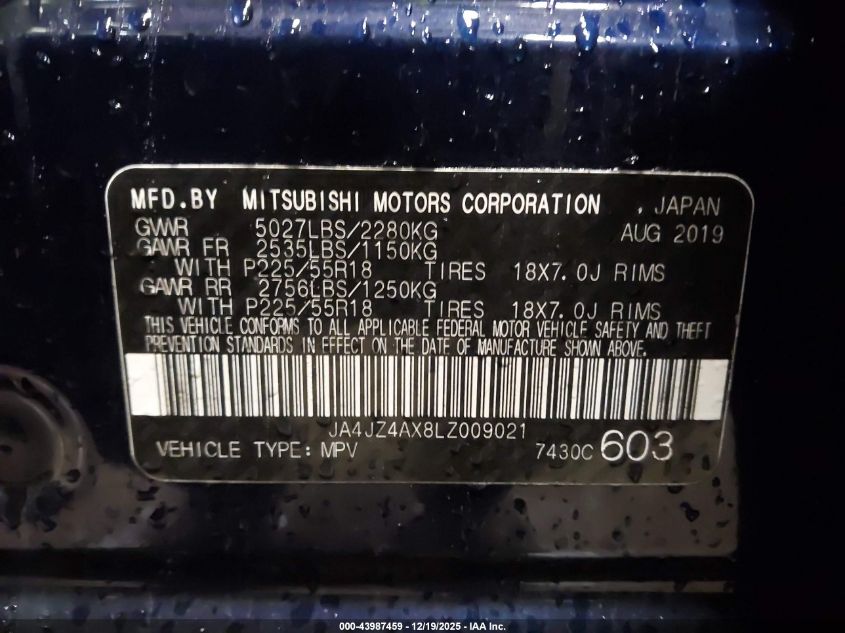 MFD.BY MITSUBISHI MOTORS CORPORATION , JAPAN
GVWR 5027LBS/2280KG AUG 2019
GAWR FR 2535LBS/1150KG
WITH P225/55R18 TIRES 18X7.0J RIMS
GAWR RR 2756LBS/1250KG
WITH P225/55R18 TIRES 18X7.0J RIMS
THIS VEHICLE CONFORMS TO ALL APPLICABLE FEDERAL MOTOR VEHICLE SAFETY AND THEFT
PREVENTION STANDARDS IN EFFECT ON THE DATE OF MANUFACTURE SHOWN ABOVE.
JA4JZ4AX8LZ009021
VEHICLE TYPE: MPV 7430C 603
000-43987459 - 12/19/2025 - IAA Inc.